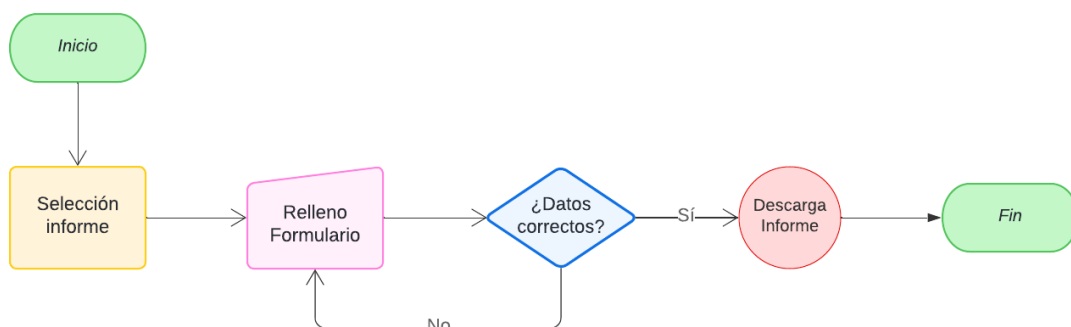 Inicio
Selección
informe
Relleno
Formulario
¿Datos
correctos?
Sí
Descarga
Informe
Fin
No